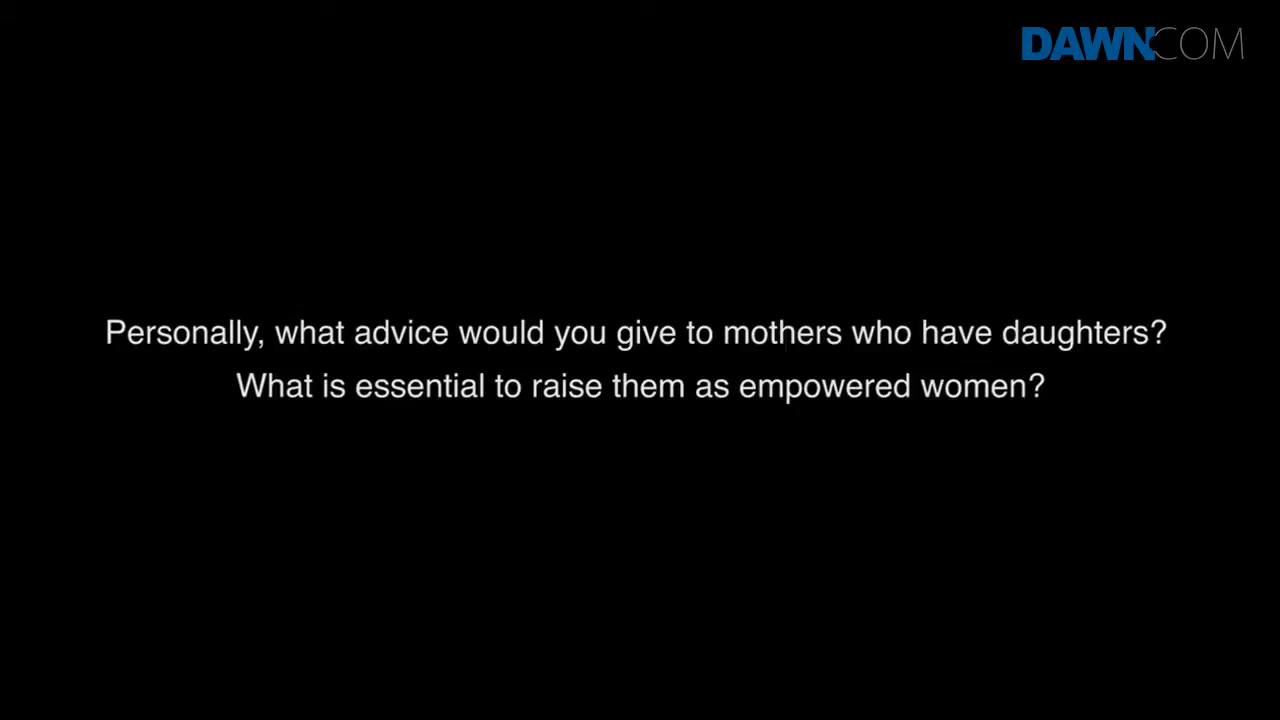 DAWN.COM
Personally, what advice would you give to mothers who have daughters?
What is essential to raise them as empowered women?